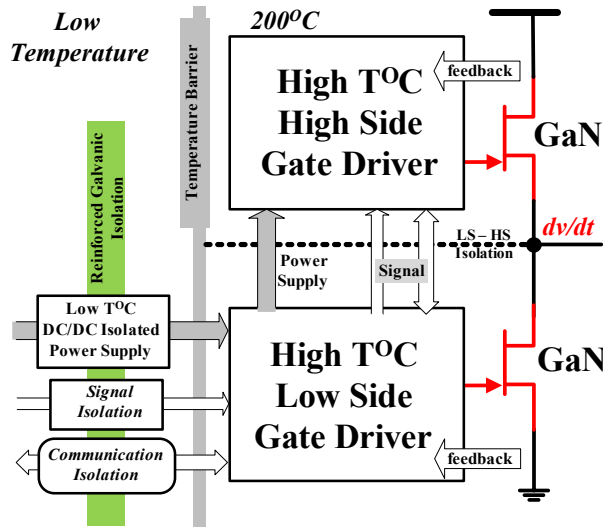 Low
Temperature
200ºC
Temperature Barrier
Reinforced Galvanic
Isolation
High TºC
High Side
Gate Driver
feedback
GaN
dv/dt
LS – HS
Isolation
Power
Supply
Signal
Low TºC
DC/DC Isolated
Power Supply
Signal
Isolation
Communication
Isolation
High TºC
Low Side
Gate Driver
feedback
GaN